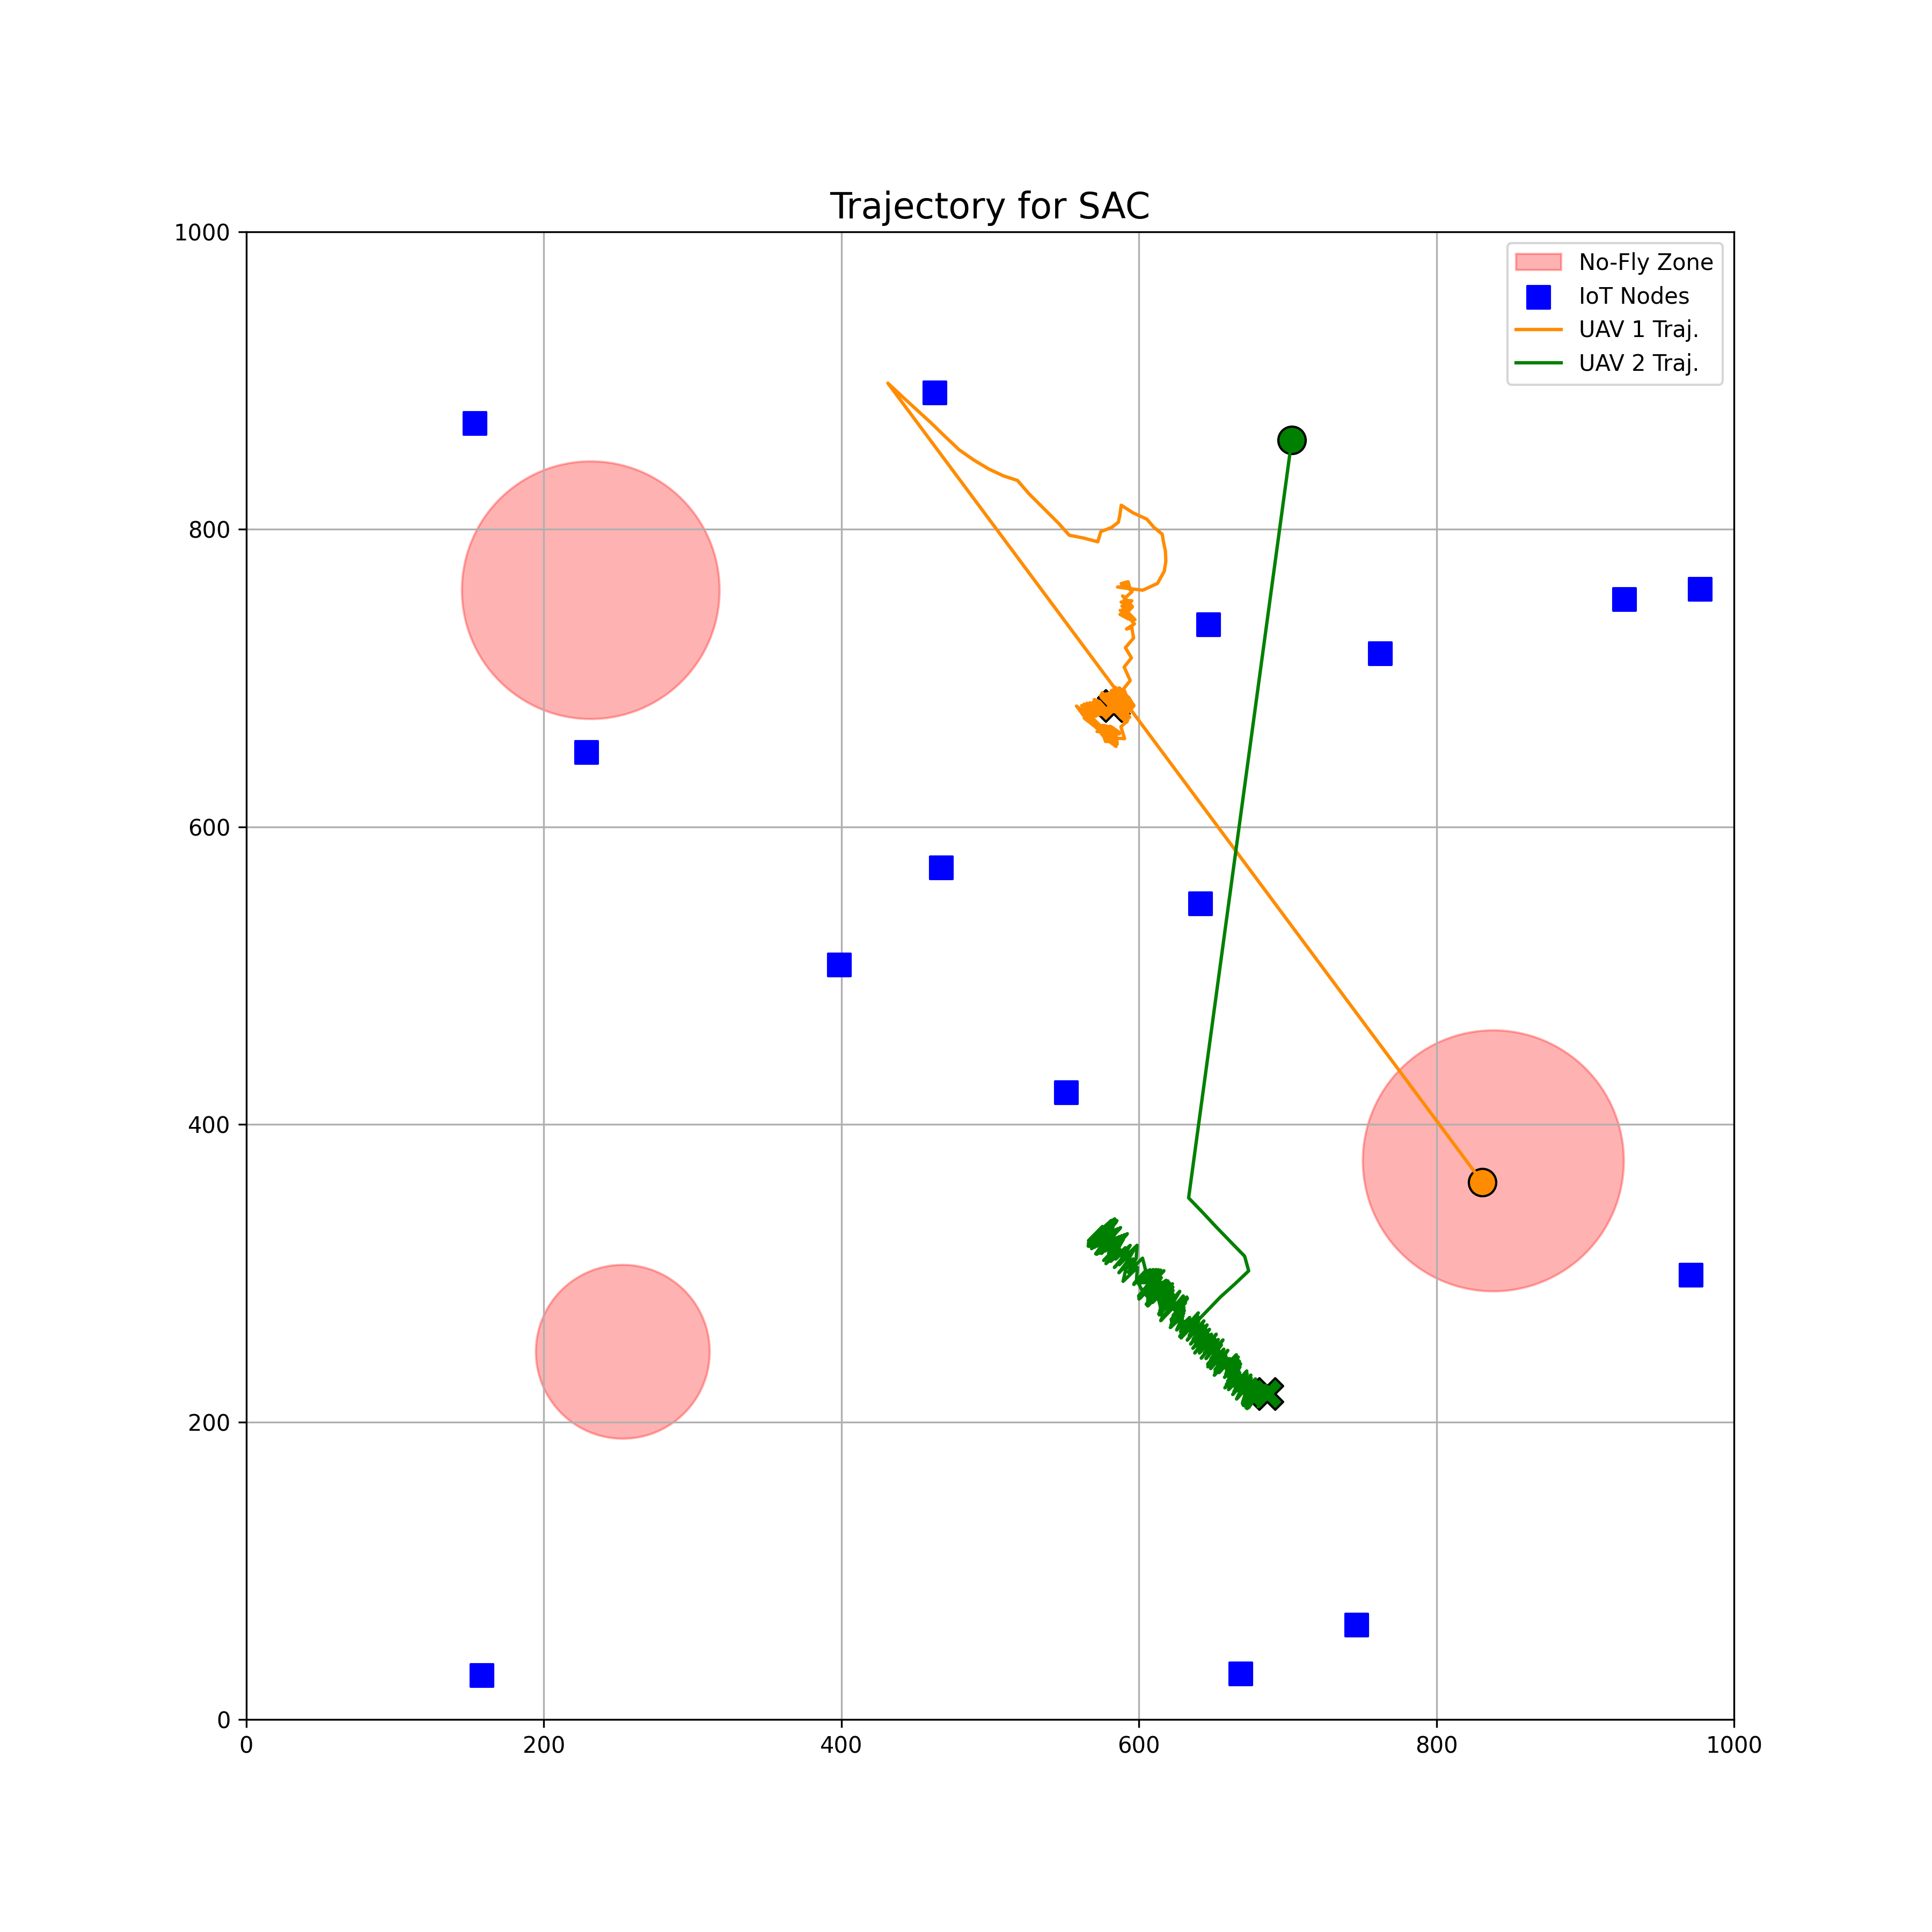 Trajectory for SAC
1000
800
600
400
200
0
0 200 400 600 800 1000
No-Fly Zone
IoT Nodes
UAV 1 Traj.
UAV 2 Traj.